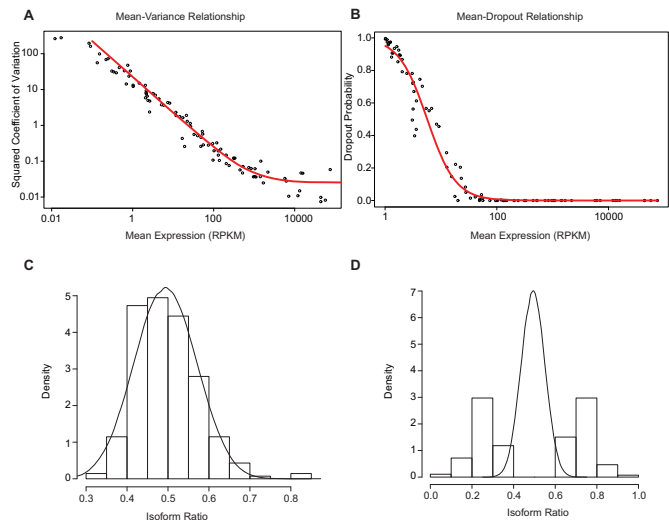 A
Mean-Variance Relationship
Squared Coefficient of Variation
100
10
1
0.1
0.01
0.01
1
100
10000
Mean Expression (RPKM)
B
Mean-Dropout Relationship
Dropout Probability
1.0
0.8
0.6
0.4
0.2
0.0
1
100
10000
Mean Expression (RPKM)
C
Density
5
4
3
2
1
0
0.3 0.4 0.5 0.6 0.7 0.8
Isoform Ratio
D
Density
7
6
5
4
3
2
1
0
0.0 0.2 0.4 0.6 0.8 1.0
Isoform Ratio